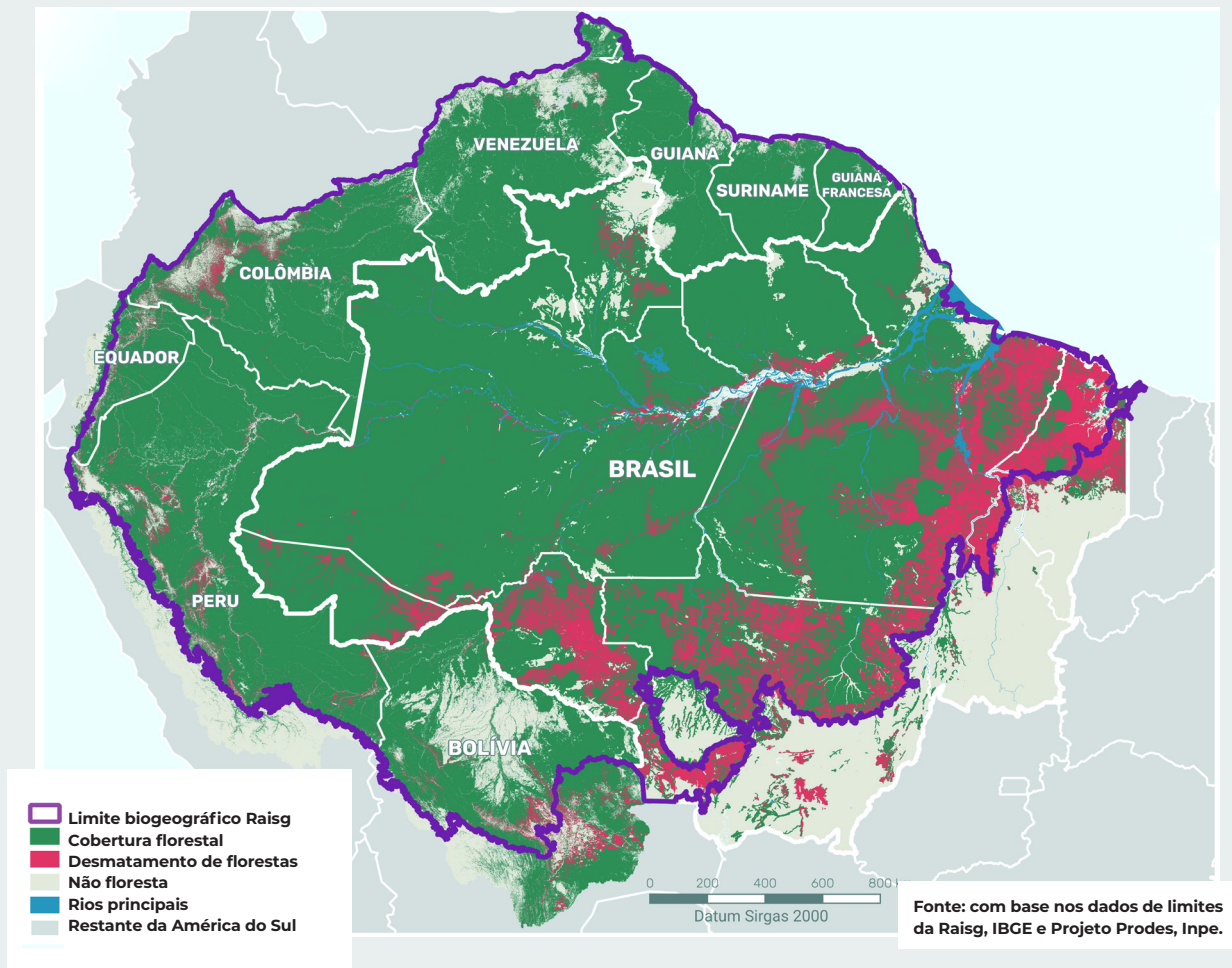 VENEZUELA
GUIANA
SURINAME
GUIANA
FRANCESA
COLÔMBIA
EQUADOR
BRASIL
PERU
BOLÍVIA
Limite biogeográfico Raisg
Cobertura florestal
Desmatamento de florestas
Não floresta
Rios principais
Restante da América do Sul
0 200 400 600 800
Datum Sirgas 2000
Fonte: com base nos dados de limites
da Raisg, IBGE e Projeto Prodes, Inpe.